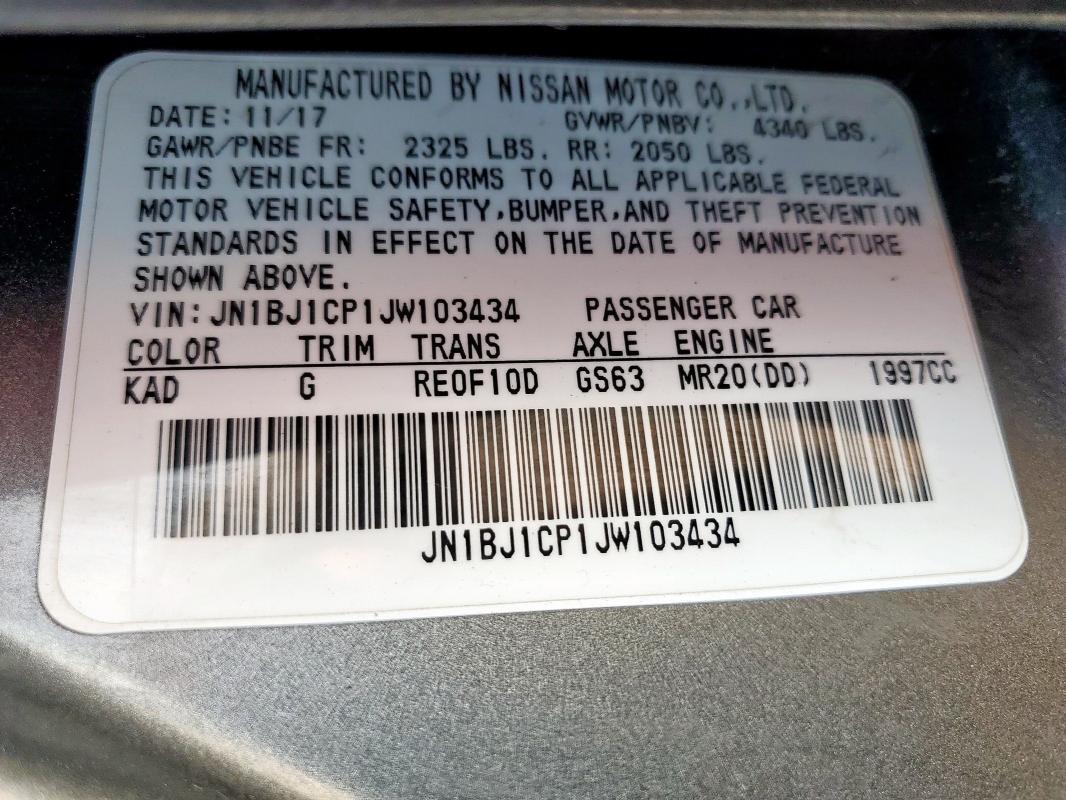 MANUFACTURED BY NISSAN MOTOR CO.,LTD.
DATE: 11/17 GVWR/PNBV: 4340 LBS.
GAWR/PNBE FR: 2325 LBS. RR: 2050 LBS.
THIS VEHICLE CONFORMS TO ALL APPLICABLE FEDERAL
MOTOR VEHICLE SAFETY,BUMPER,AND THEFT PREVENTION
STANDARDS IN EFFECT ON THE DATE OF MANUFACTURE
SHOWN ABOVE.
VIN:JN1BJ1CP1JW103434 PASSENGER CAR
COLOR TRIM TRANS AXLE ENGINE
KAD G RE0F10D GS63 MR20(DD) 1997CC
JN1BJ1CP1JW103434